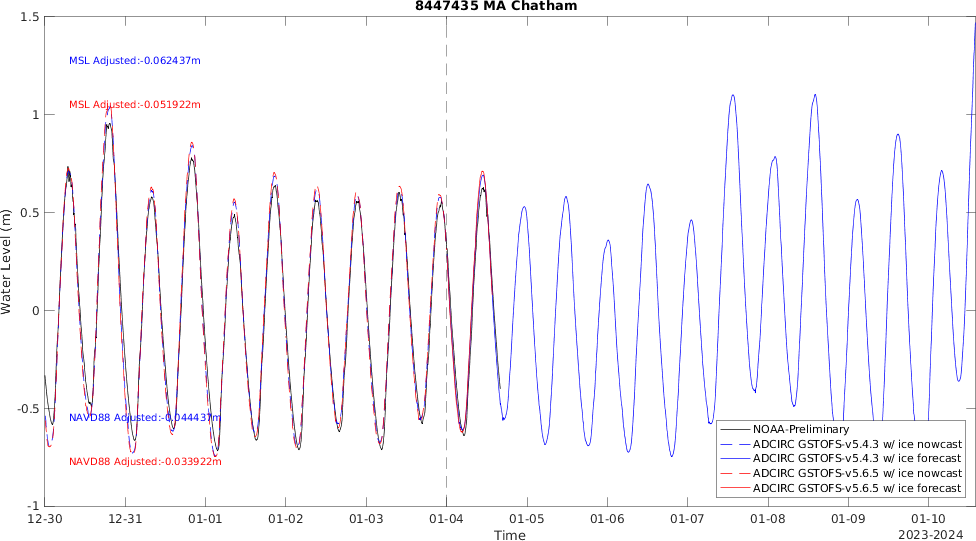 8447435 MA Chatham
1.5
MSL Adjusted:-0.062437m
MSL Adjusted:-0.051922m
1
0.5
Water Level (m)
0
-0.5
NAVD88 Adjusted:-0.044437m
NAVD88 Adjusted:-0.033922m
-1
NOAA-Preliminary
ADCIRC GSTOFS-v5.4.3 w/ ice nowcast
ADCIRC GSTOFS-v5.4.3 w/ ice forecast
ADCIRC GSTOFS-v5.6.5 w/ ice nowcast
ADCIRC GSTOFS-v5.6.5 w/ ice forecast
12-30 12-31 01-01 01-02 01-03 01-04 01-05 01-06 01-07 01-08 01-09 01-10
Time
2023-2024